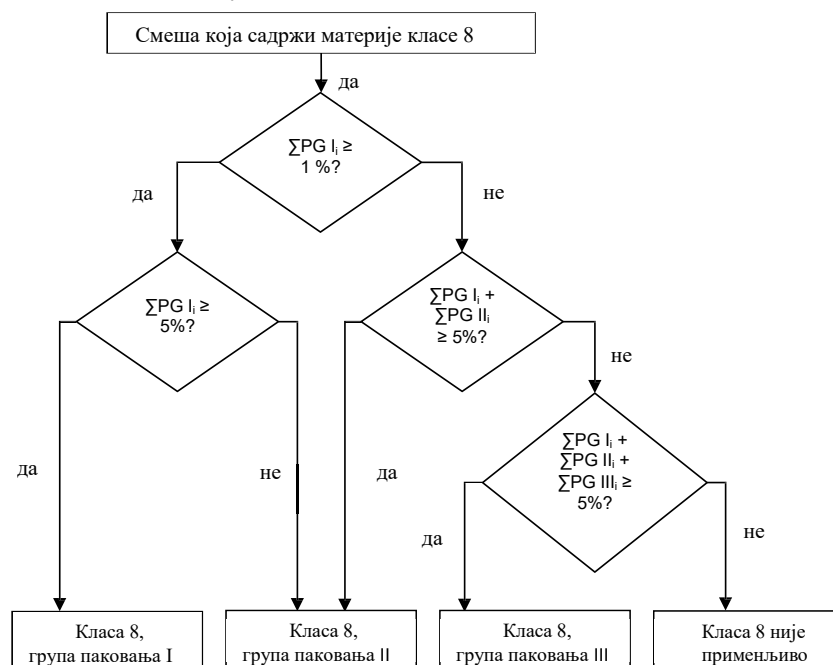 Смеша која садржи материје класе 8
да
∑PG Iᵢ ≥
1 %?
да
не
∑PG Iᵢ ≥
5%?
∑PG Iᵢ +
∑PG IIᵢ
≥ 5%?
не
∑PG Iᵢ +
∑PG IIᵢ +
∑PG IIIᵢ ≥
5%?
да
не
да
да
не
Класа 8,
група паковања I
Класа 8,
група паковања II
Класа 8,
група паковања III
Класа 8 није
применљиво